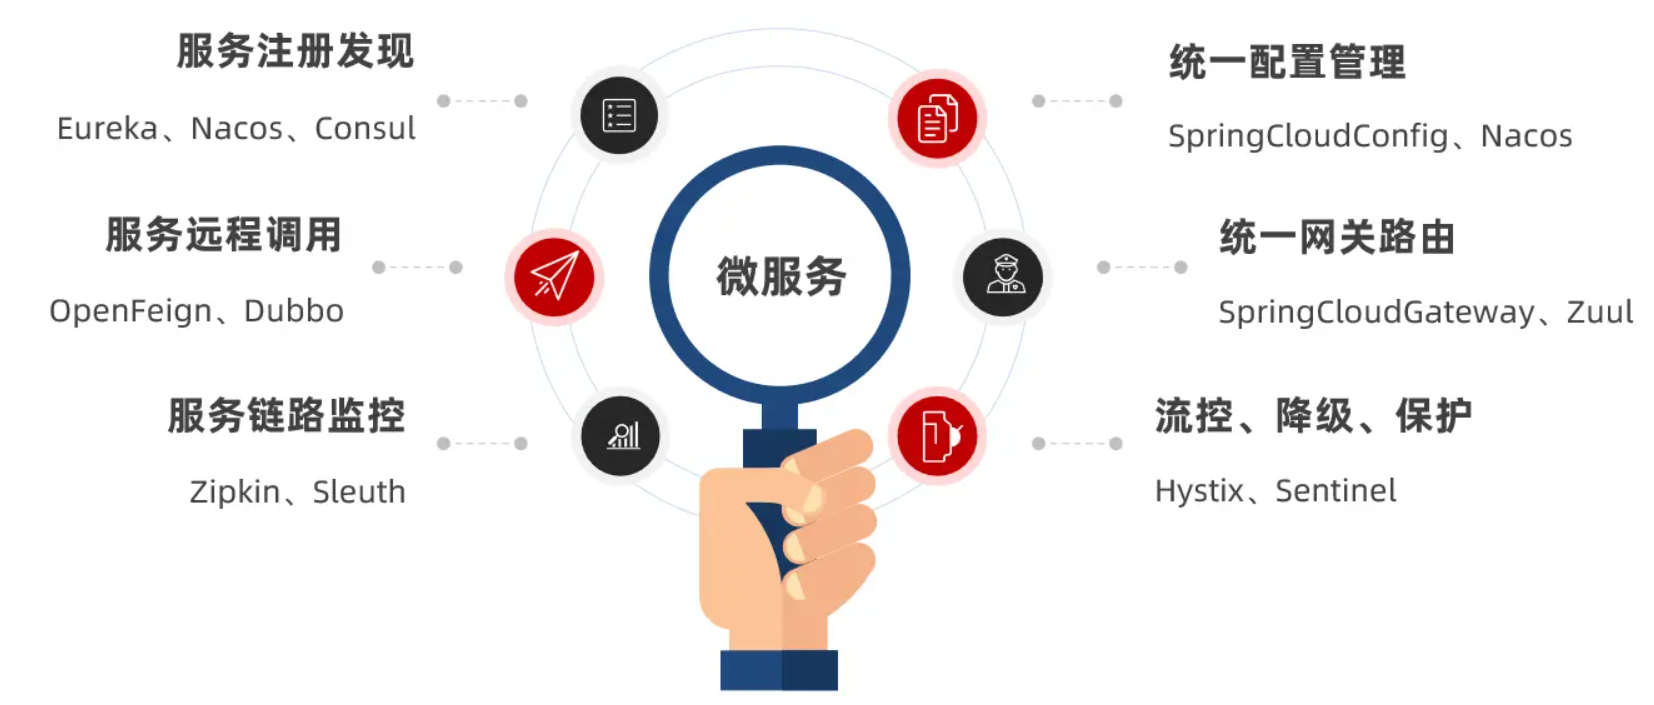 服务注册发现
Eureka、Nacos、Consul
服务远程调用
OpenFeign、Dubbo
服务链路监控
Zipkin、Sleuth
微服务
统一配置管理
SpringCloudConfig、Nacos
统一网关路由
SpringCloudGateway、Zuul
流控、降级、保护
Hystix、Sentinel